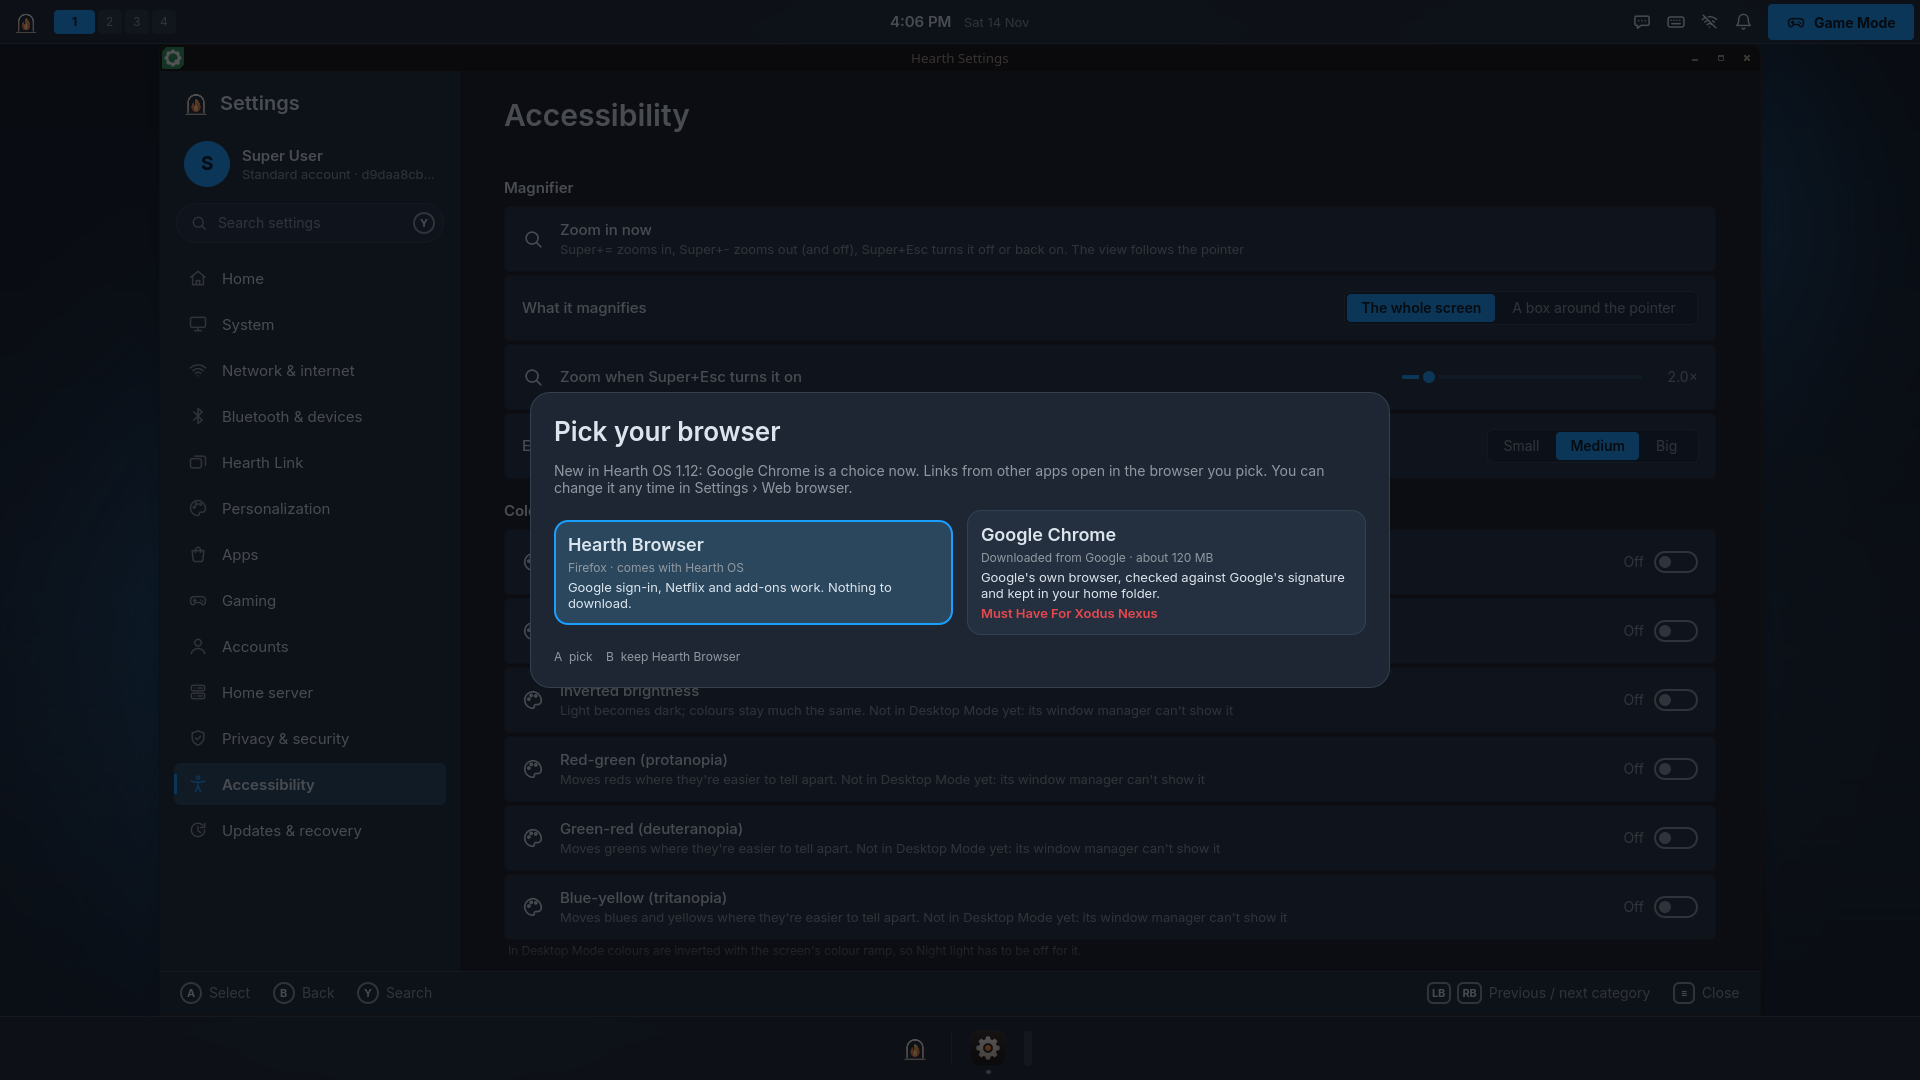 1 2 3 4
4:06 PM Sat 14 Nov
Game Mode
Hearth Settings
Settings
S
Super User
Standard account · d9daa8cb...
Search settings Y
Home
System
Network & internet
Bluetooth & devices
Hearth Link
Personalization
Apps
Gaming
Accounts
Home server
Privacy & security
Accessibility
Updates & recovery
Accessibility
Magnifier
Zoom in now
Super+= zooms in, Super+- zooms out (and off), Super+Esc turns it off or back on. The view follows the pointer
What it magnifies
The whole screen A box around the pointer
Zoom when Super+Esc turns it on
2.0×
Small Medium Big
Pick your browser
New in Hearth OS 1.12: Google Chrome is a choice now. Links from other apps open in the browser you pick. You can
change it any time in Settings › Web browser.
Hearth Browser
Firefox · comes with Hearth OS
Google sign-in, Netflix and add-ons work. Nothing to
download.
Google Chrome
Downloaded from Google · about 120 MB
Google's own browser, checked against Google's signature
and kept in your home folder.
Must Have For Xodus Nexus
A pick B keep Hearth Browser
Off
Off
Inverted brightness
Light becomes dark; colours stay much the same. Not in Desktop Mode yet: its window manager can't show it
Off
Red-green (protanopia)
Moves reds where they're easier to tell apart. Not in Desktop Mode yet: its window manager can't show it
Off
Green-red (deuteranopia)
Moves greens where they're easier to tell apart. Not in Desktop Mode yet: its window manager can't show it
Off
Blue-yellow (tritanopia)
Moves blues and yellows where they're easier to tell apart. Not in Desktop Mode yet: its window manager can't show it
Off
In Desktop Mode colours are inverted with the screen's colour ramp, so Night light has to be off for it.
A Select B Back Y Search
LB RB Previous / next category Close